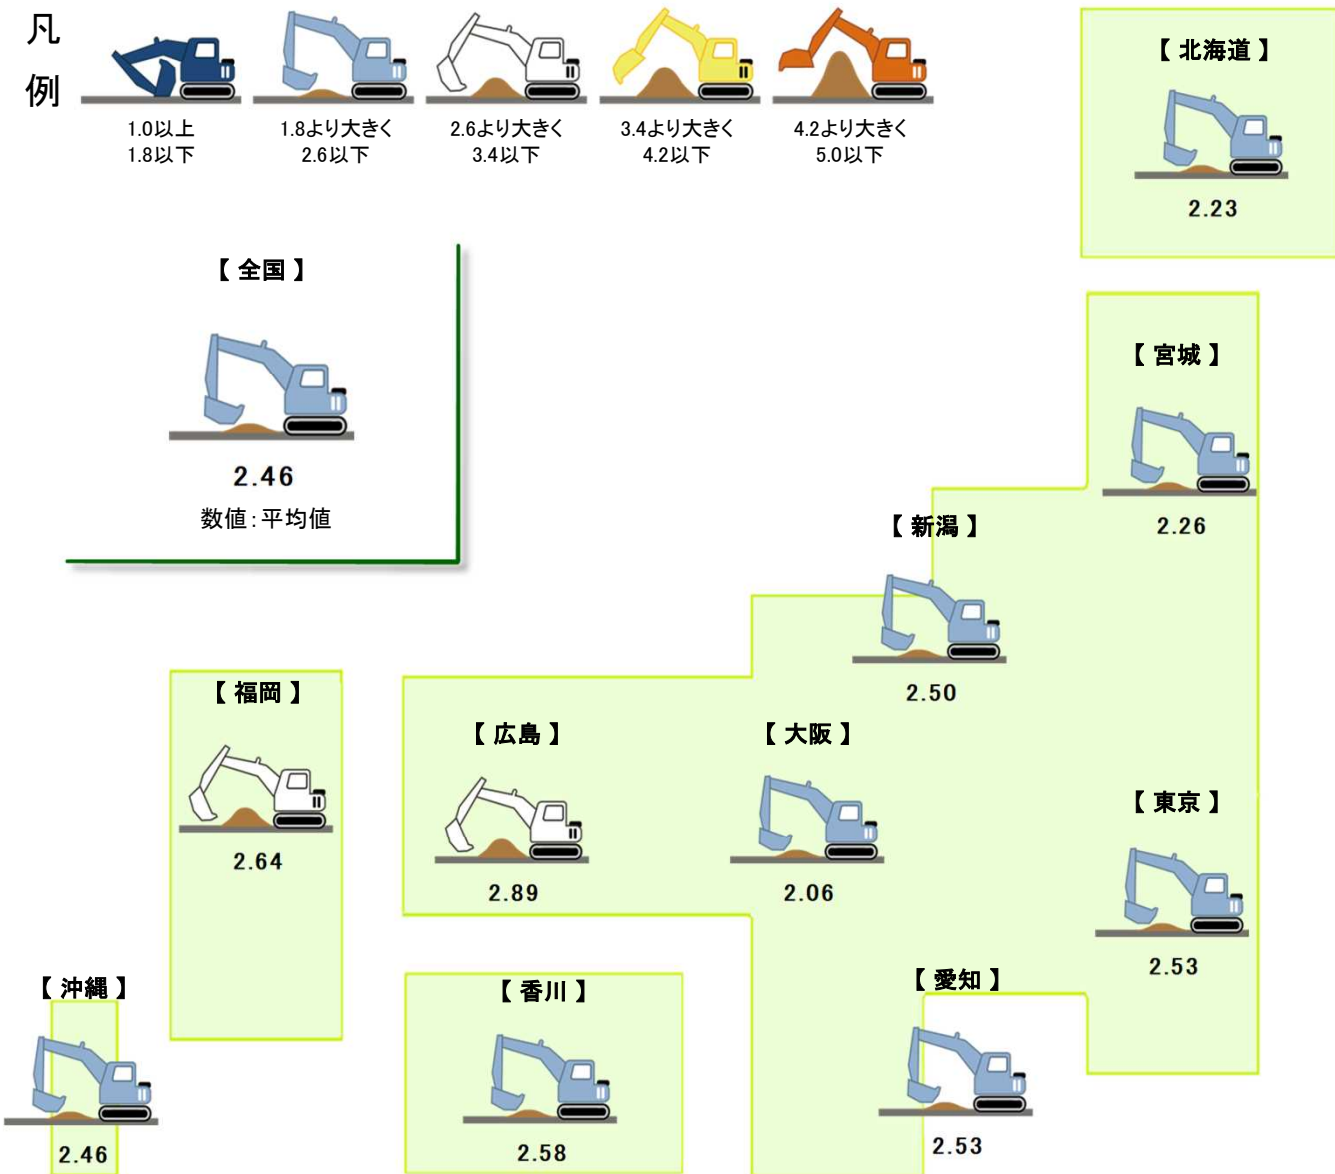 凡
例
1.0以上
1.8以下
1.8より大きく
2.6以下
2.6より大きく
3.4以下
3.4より大きく
4.2以下
4.2より大きく
5.0以下
【 北海道 】
2.23
【 全国 】
2.46
数値：平均値
【 宮城 】
2.26
【 新潟 】
2.50
【 福岡 】
2.64
【 広島 】
2.89
【 大阪 】
2.06
【 東京 】
2.53
【 沖縄 】
2.46
【 香川 】
2.58
【 愛知 】
2.53